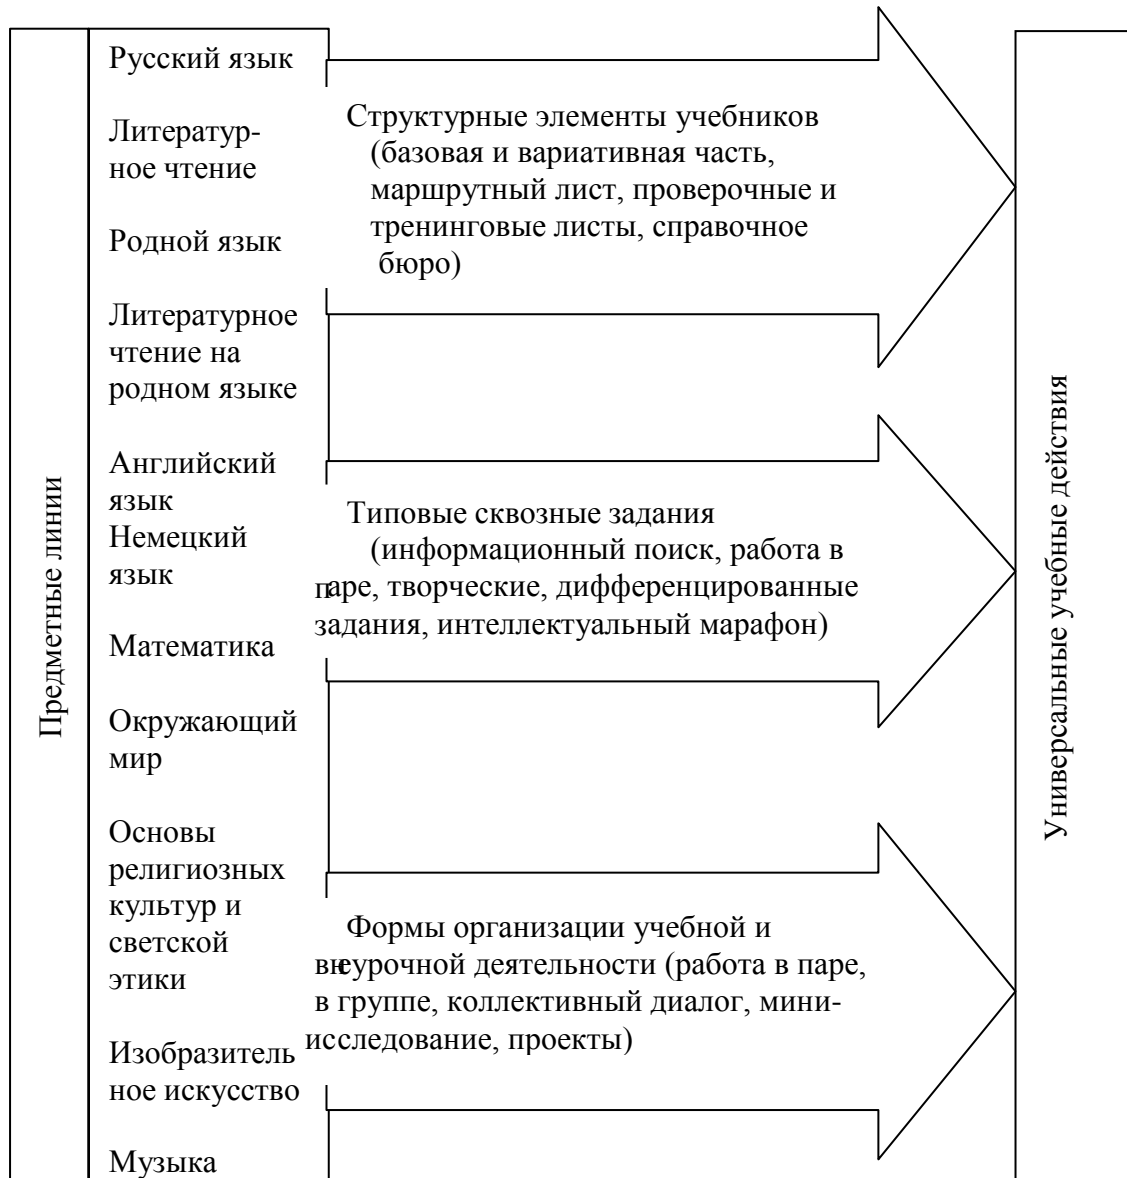 Предметные линии
Русский язык
Литератур-
ное чтение
Родной язык
Литературное
чтение на
родном языке
Английский
язык
Немецкий
язык
Математика
Окружающий
мир
Основы
религиозных
культур и
светской
этики
Изобразитель
ное искусство
Музыка
Структурные элементы учебников
(базовая и вариативная часть,
маршрутный лист, проверочные и
тренинговые листы, справочное
бюро)
Типовые сквозные задания
(информационный поиск, работа в
паре, творческие, дифференцированные
задания, интеллектуальный марафон)
Формы организации учебной и
внеурочной деятельности (работа в паре,
в группе, коллективный диалог, мини-
исследование, проекты)
Универсальные учебные действия